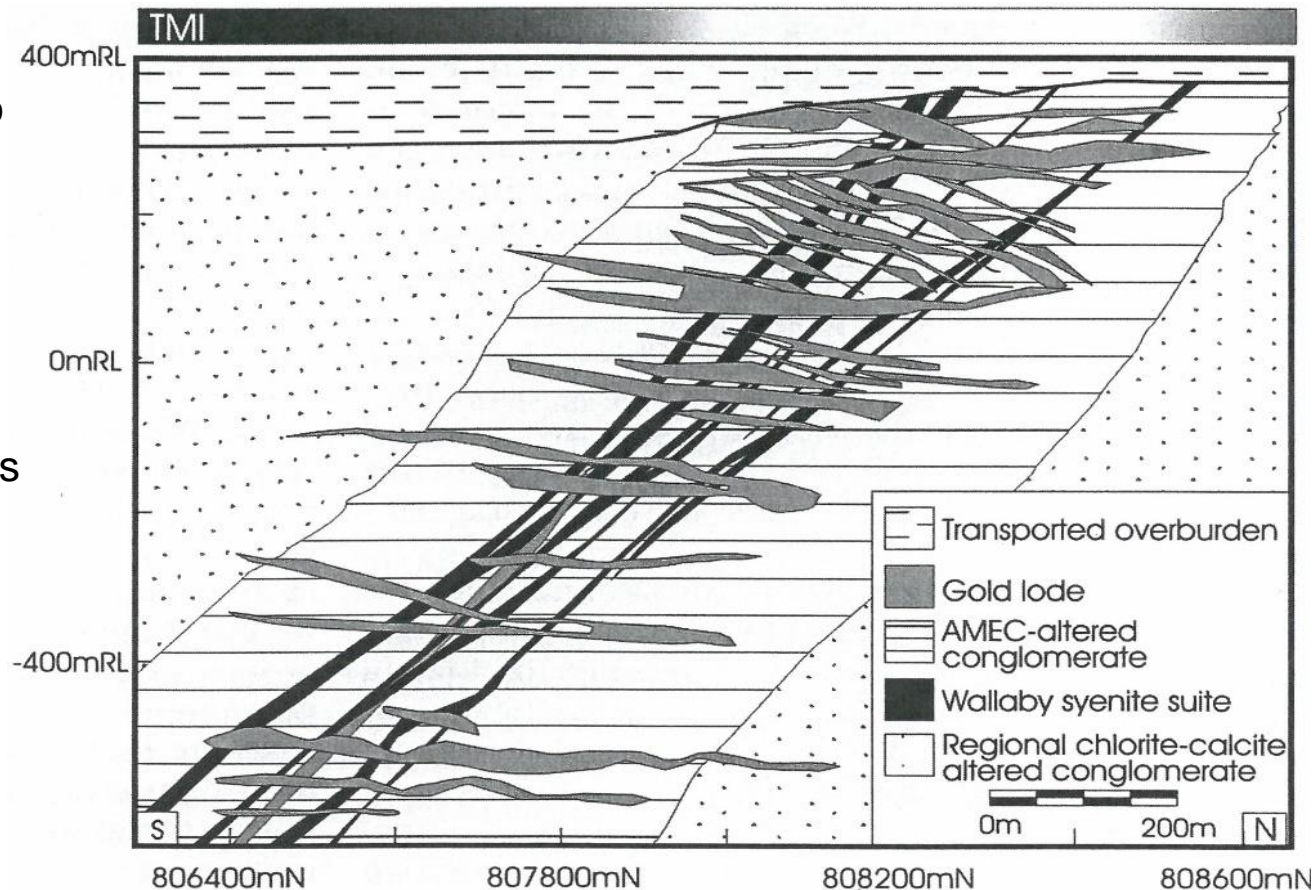 TMI
400mRL
o
0mRL
s
-400mRL
Transported overburden
Gold lode
AMEC-altered
conglomerate
Wallaby syenite suite
Regional chlorite-calcite
altered conglomerate
0m 200m
S
N
806400mN 807800mN 808200mN 808600mN